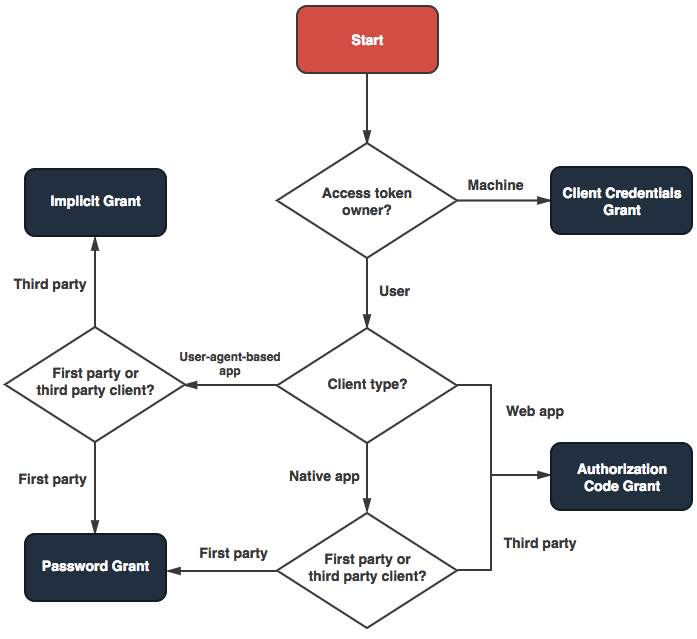 Start
Access token
owner?
Machine
Client Credentials
Grant
Implicit Grant
User
Third party
User-agent-based
app
First party or
third party client?
Client type?
Web app
First party
Native app
Authorization
Code Grant
Third party
First party
Password Grant
First party or
third party client?